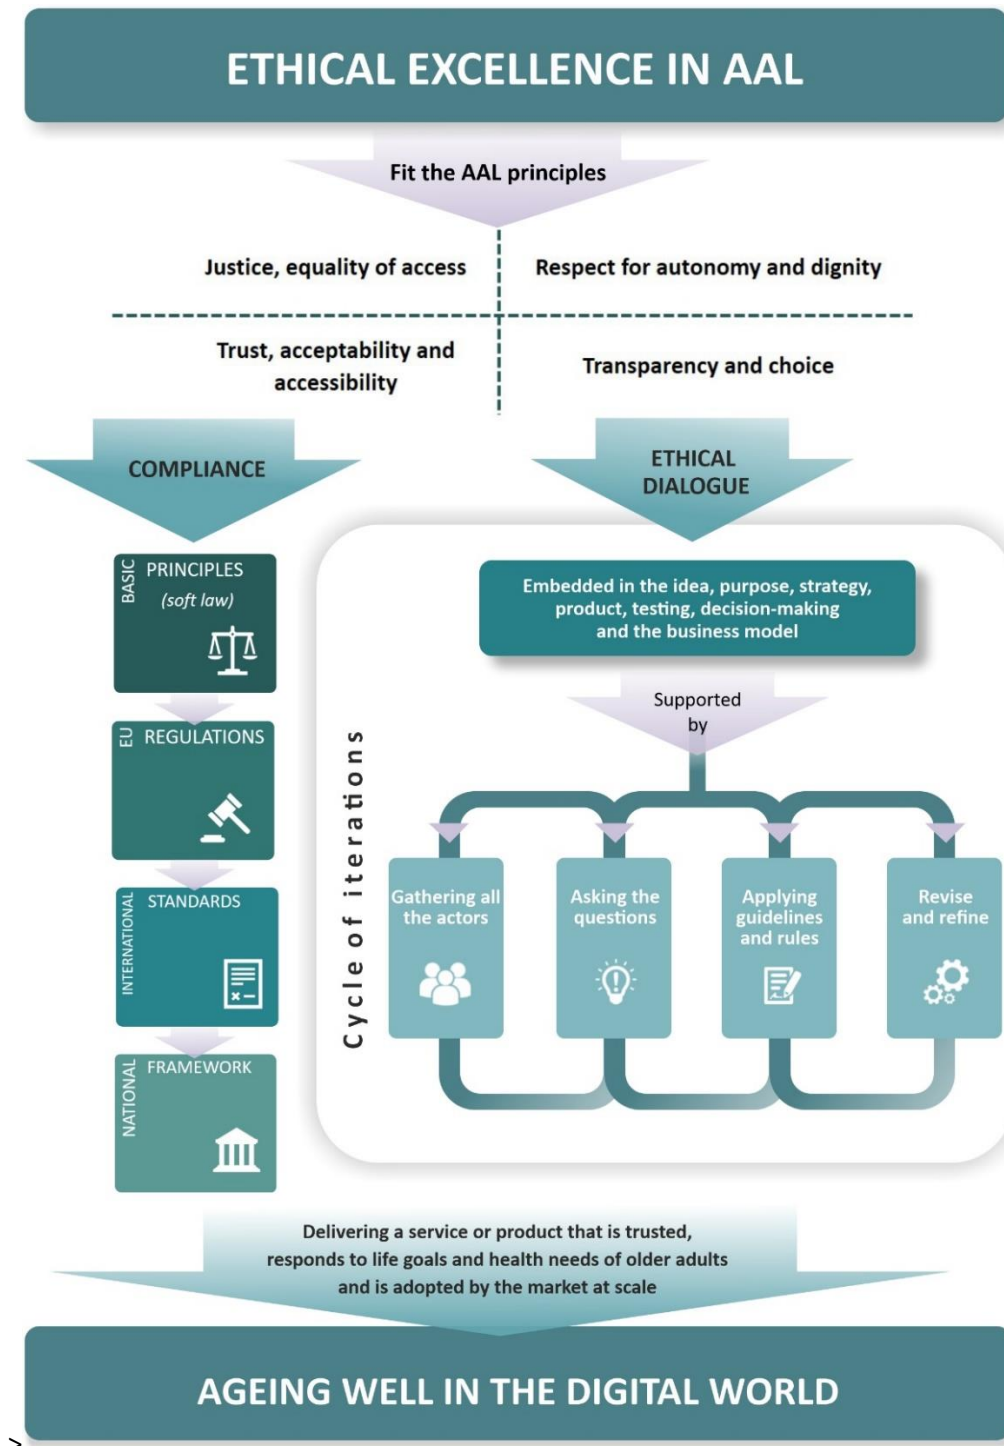 ETHICAL EXCELLENCE IN AAL
Fit the AAL principles
Justice, equality of access
Respect for autonomy and dignity
Trust, acceptability and
accessibility
Transparency and choice
COMPLIANCE
BASIC
PRINCIPLES
(soft law)
EU
REGULATIONS
INTERNATIONAL
STANDARDS
NATIONAL
FRAMEWORK
ETHICAL
DIALOGUE
Embedded in the idea, purpose, strategy,
product, testing, decision-making
and the business model
Supported
by
Cycle of iterations
Gathering all
the actors
Asking the
questions
Applying
guidelines
and rules
Revise
and refine
Delivering a service or product that is trusted,
responds to life goals and health needs of older adults
and is adopted by the market at scale
AGEING WELL IN THE DIGITAL WORLD